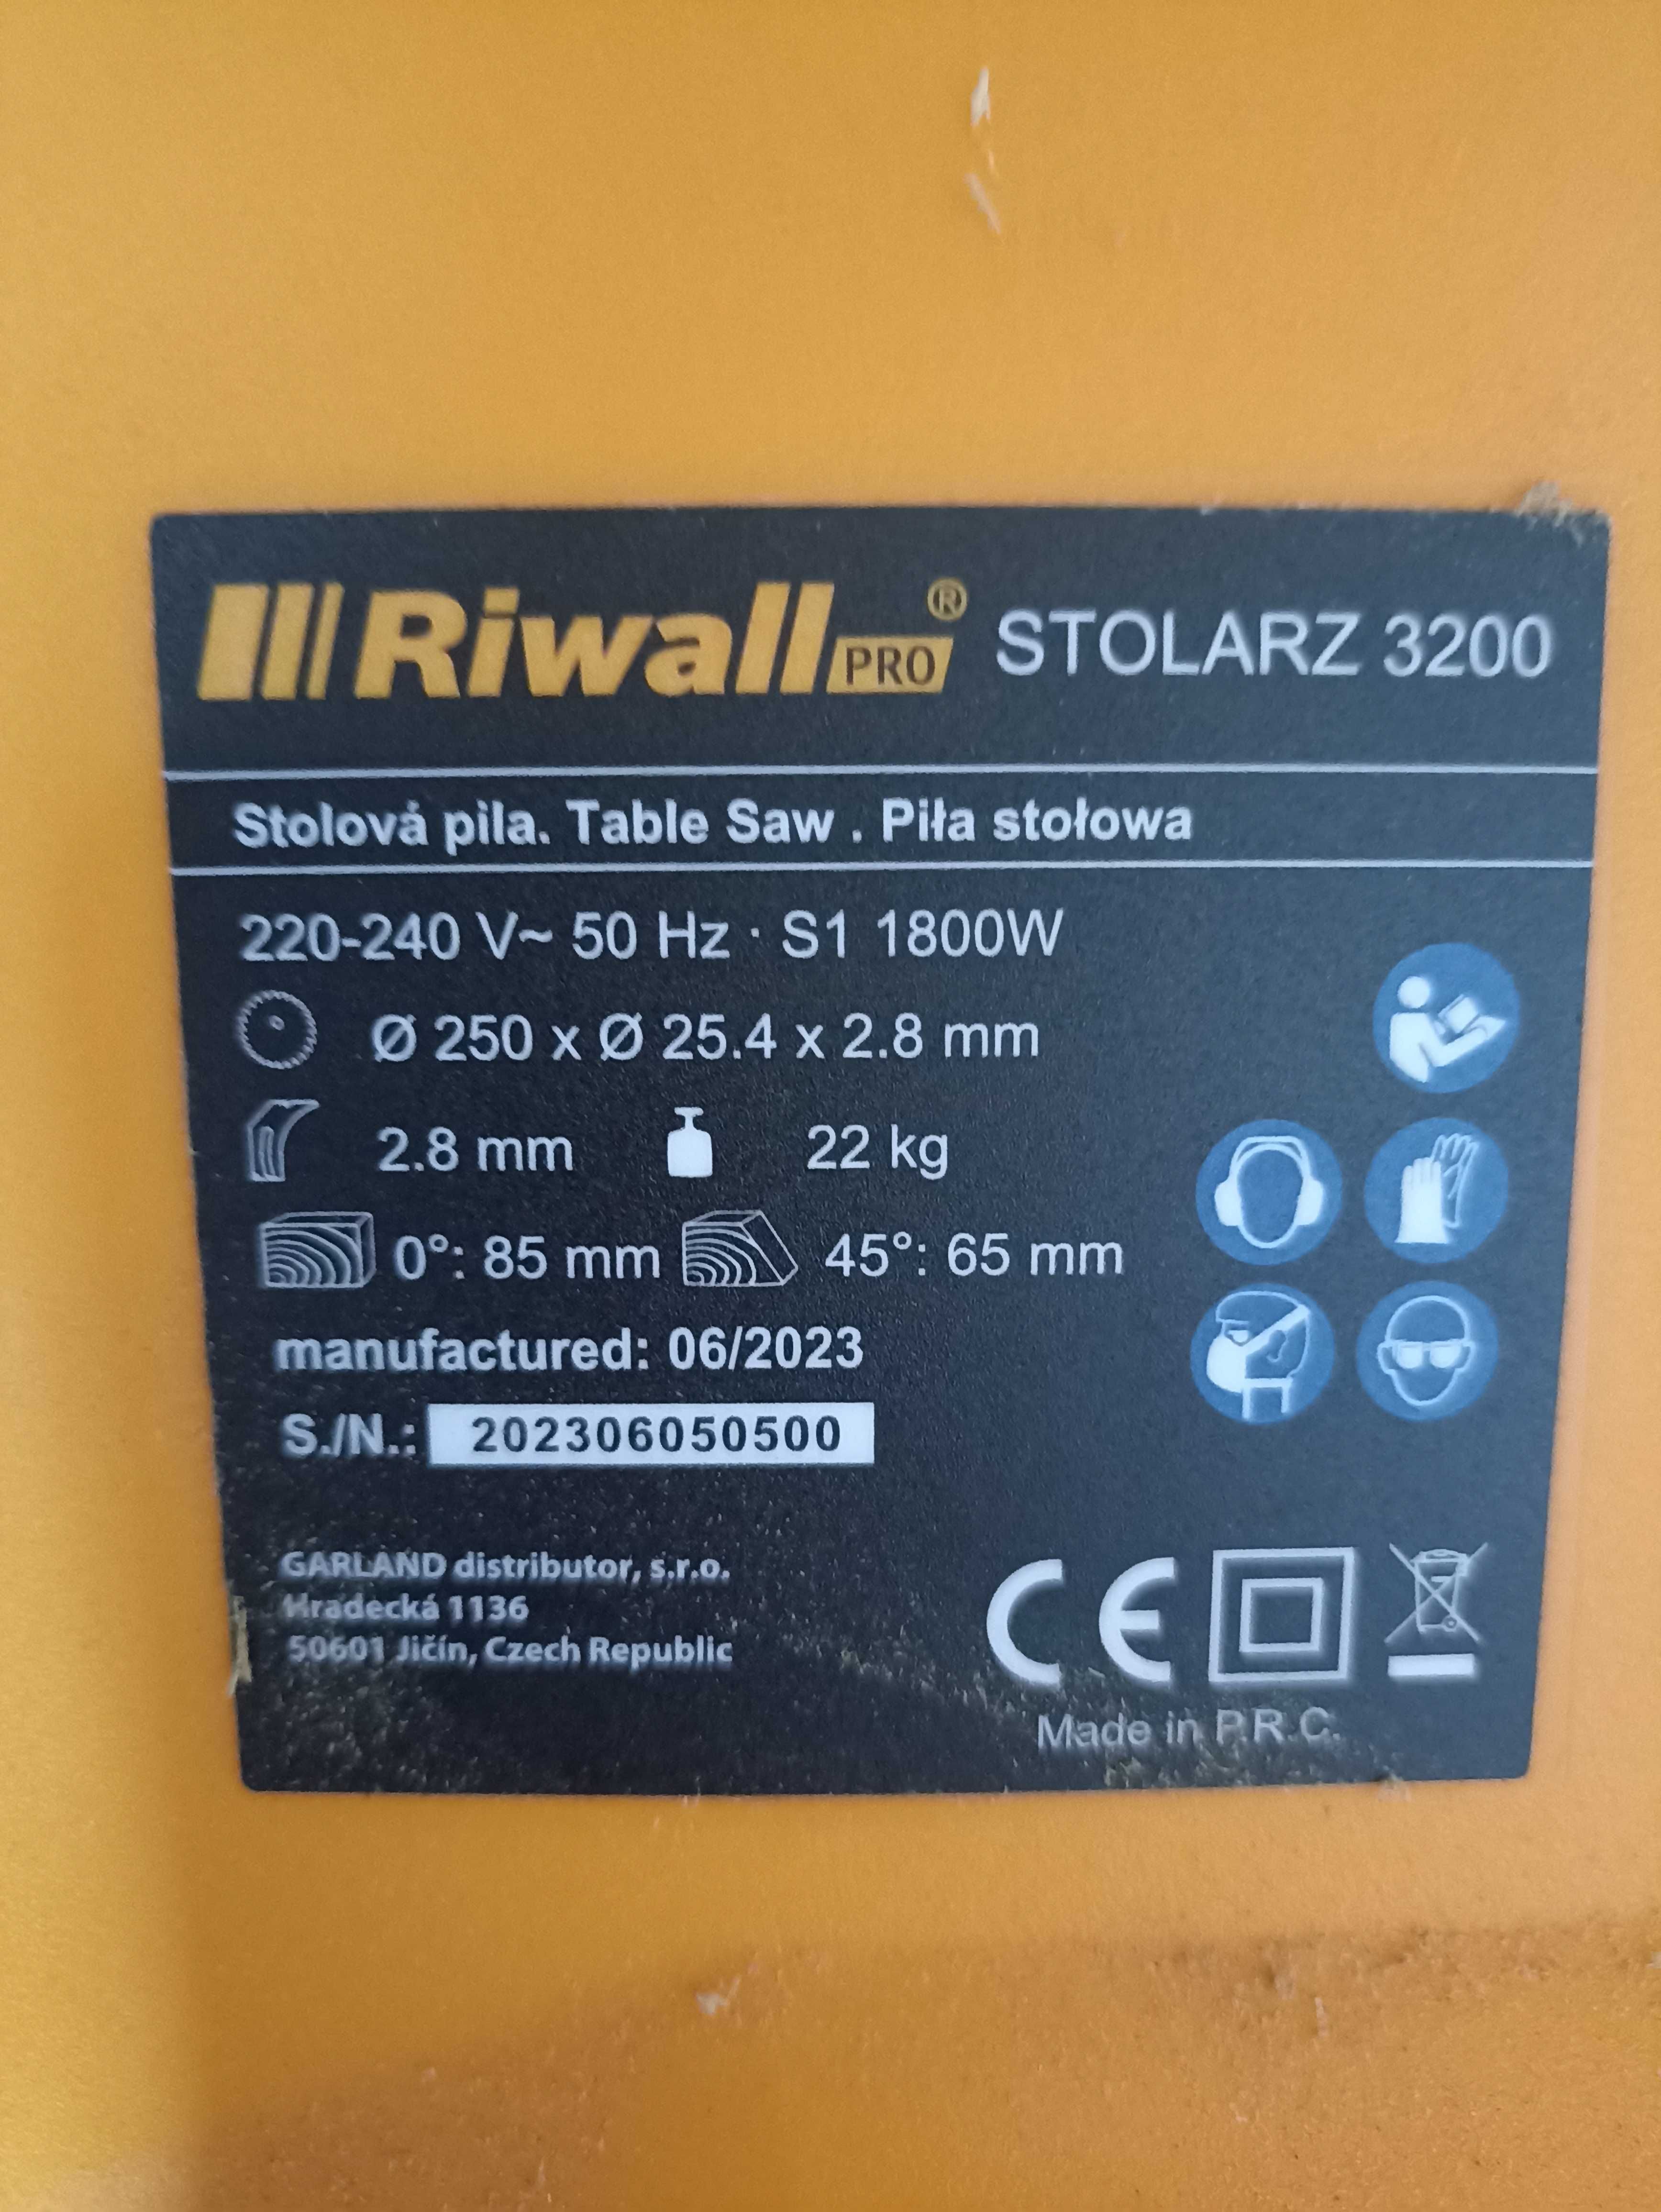 Riwall PRO ® STOLARZ 3200
Stolová pila. Table Saw . Piła stołowa
220-240 V~ 50 Hz · S1 1800W
Ø 250 x Ø 25.4 x 2.8 mm
2.8 mm 22 kg
0°: 85 mm 45°: 65 mm
manufactured: 06/2023
S./N.: 202306050500
GARLAND distributor, s.r.o.
Hradecká 1136
50601 Jičín, Czech Republic
CE
Made in P.R.C.